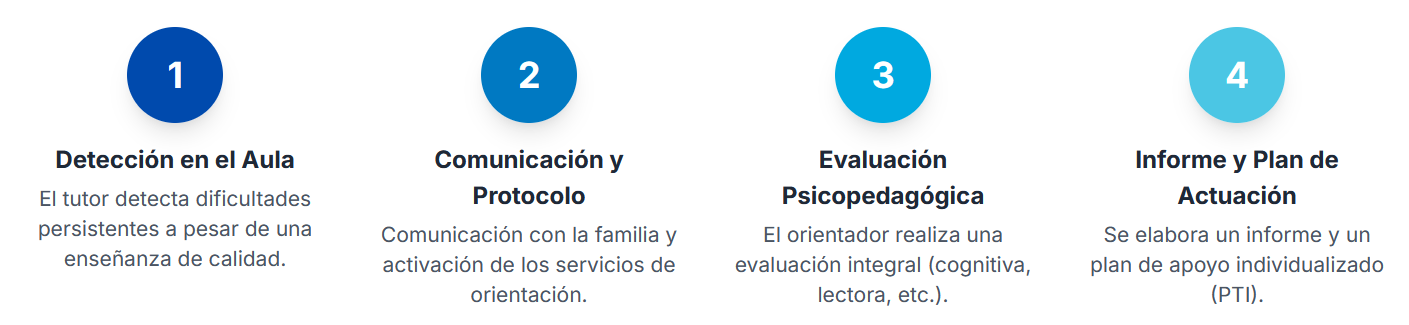 1
Detección en el Aula
El tutor detecta dificultades
persistentes a pesar de una
enseñanza de calidad.
2
Comunicación y
Protocolo
Comunicación con la familia y
activación de los servicios de
orientación.
3
Evaluación
Psicopedagógica
El orientador realiza una
evaluación integral (cognitiva,
lectora, etc.).
4
Informe y Plan de
Actuación
Se elabora un informe y un
plan de apoyo individualizado
(PTI).